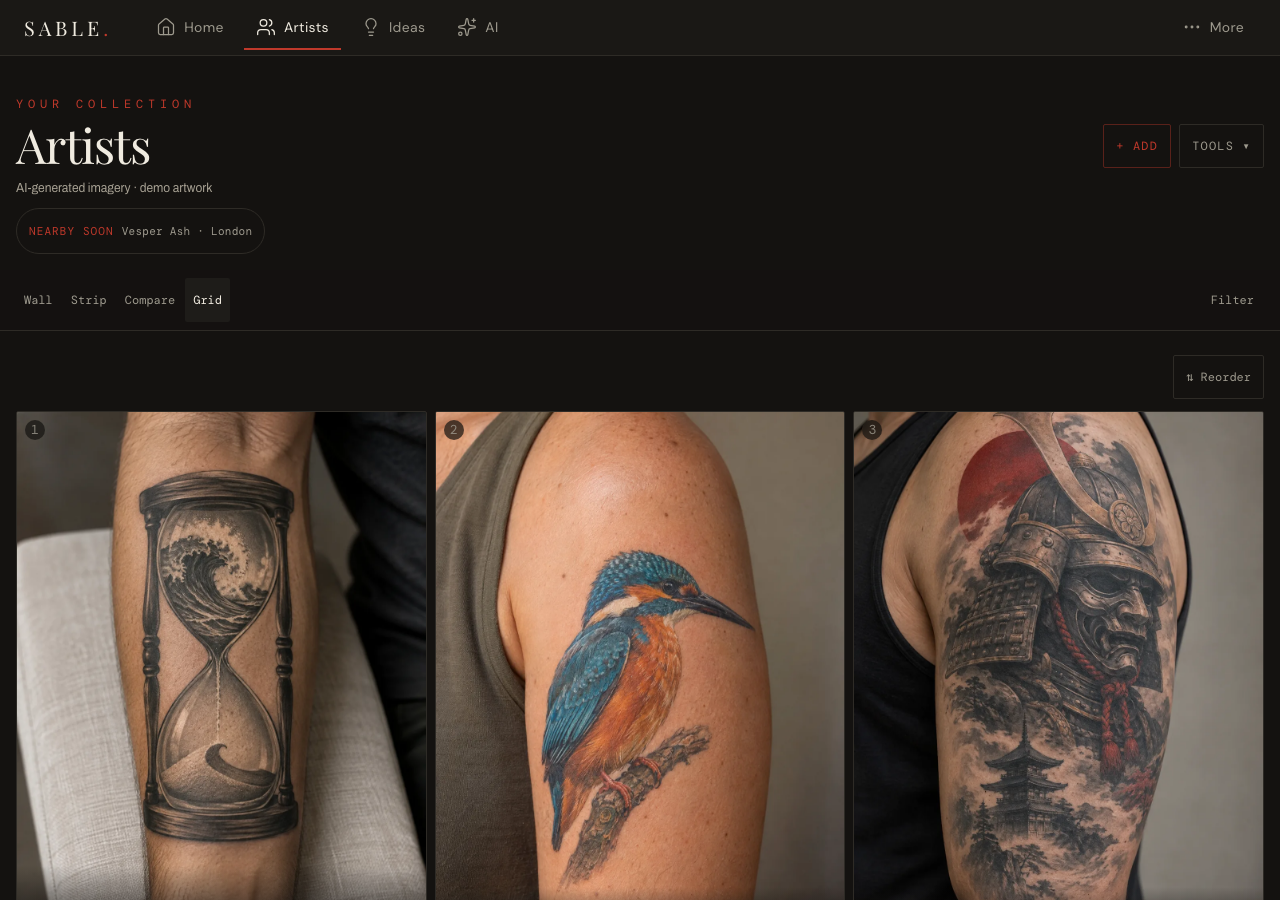 SABLE.
Home
Artists
Ideas
AI
··· More
YOUR COLLECTION
Artists
AI-generated imagery · demo artwork
+ ADD
TOOLS ▾
NEARBY SOON Vesper Ash · London
Wall
Strip
Compare
Grid
Filter
⇅ Reorder
1
2
3